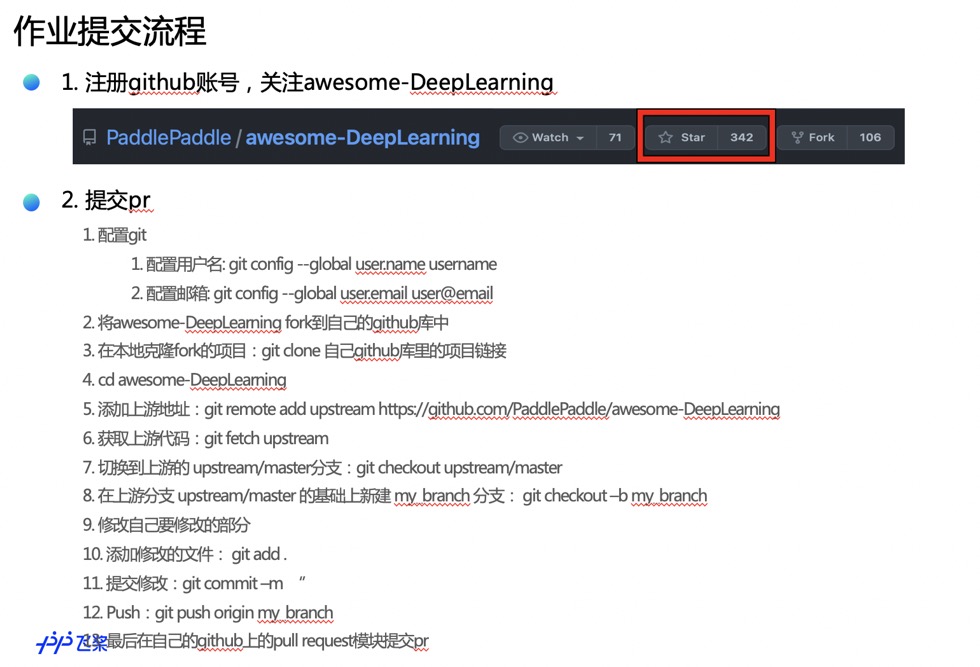 作业提交流程
1. 注册github账号，关注awesome-DeepLearning
PaddlePaddle / awesome-DeepLearning Watch 71 Star 342 Fork 106
2. 提交pr
1. 配置git
1. 配置用户名: git config --global user.name username
2. 配置邮箱: git config --global user.email user@email
2. 将awesome-DeepLearning fork到自己的github库中
3. 在本地克隆fork的项目：git clone 自己github库里的项目链接
4. cd awesome-DeepLearning
5. 添加上游地址：git remote add upstream https://github.com/PaddlePaddle/awesome-DeepLearning
6. 获取上游代码：git fetch upstream
7. 切换到上游的 upstream/master分支：git checkout upstream/master
8. 在上游分支 upstream/master 的基础上新建 my_branch 分支： git checkout –b my_branch
9. 修改自己要修改的部分
10. 添加修改的文件： git add .
11. 提交修改：git commit –m “
12. Push：git push origin my_branch
13. 最后在自己的github上的pull request模块提交pr
飞桨